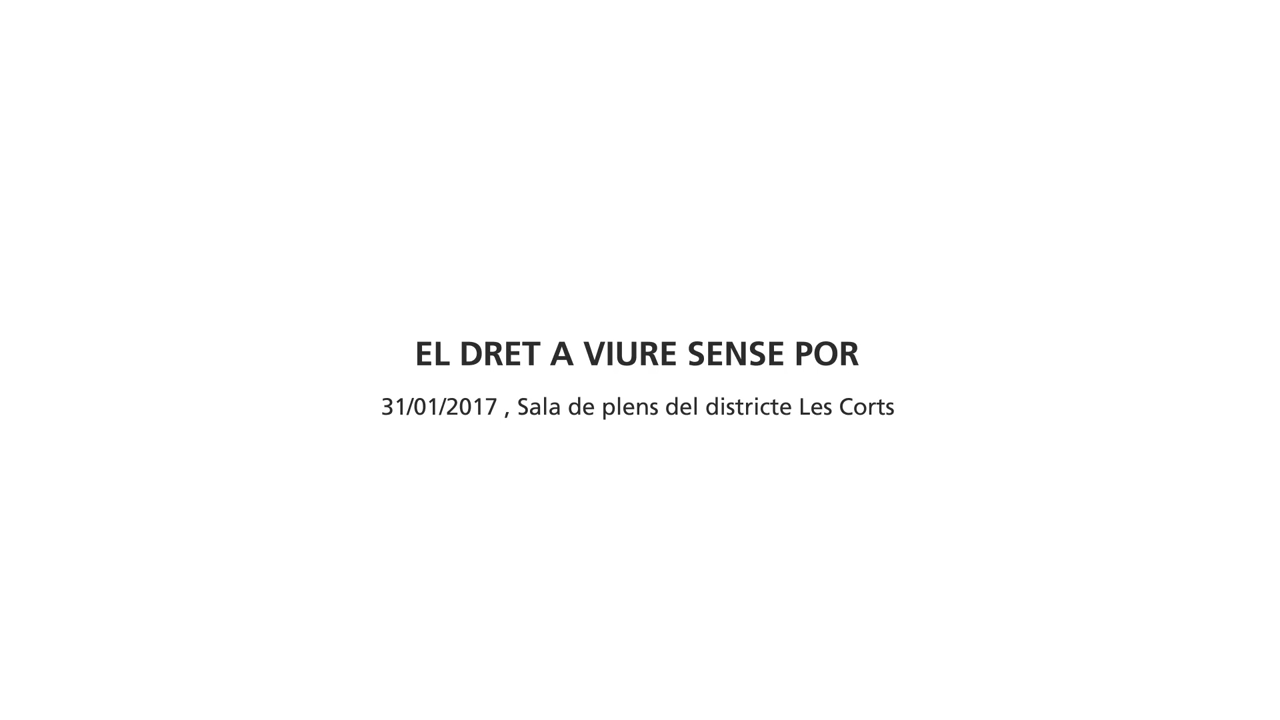 EL DRET A VIURE SENSE POR
31/01/2017 , Sala de plens del districte Les Corts